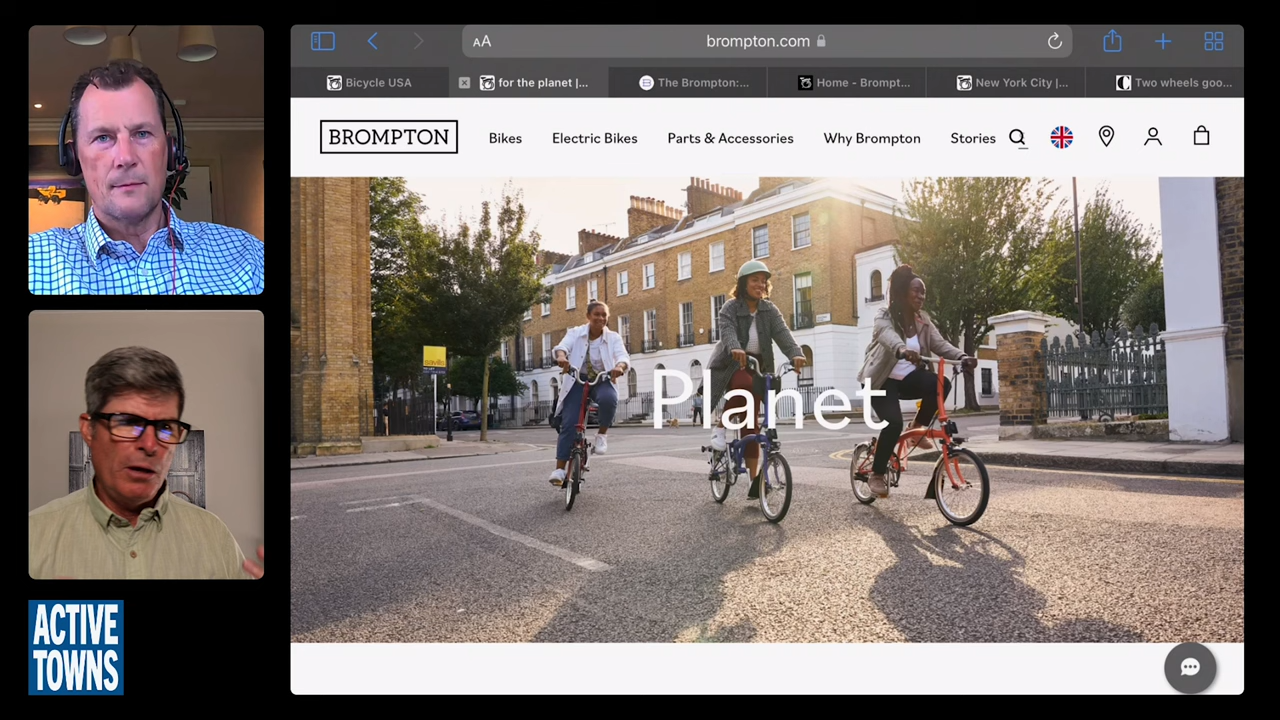 AA
brompton.com
Bicycle USA
for the planet |...
The Brompton:...
Home - Brompt...
New York City |...
Two wheels goo...
BROMPTON
Bikes
Electric Bikes
Parts & Accessories
Why Brompton
Stories
savills
Planet
ACTIVE
TOWNS